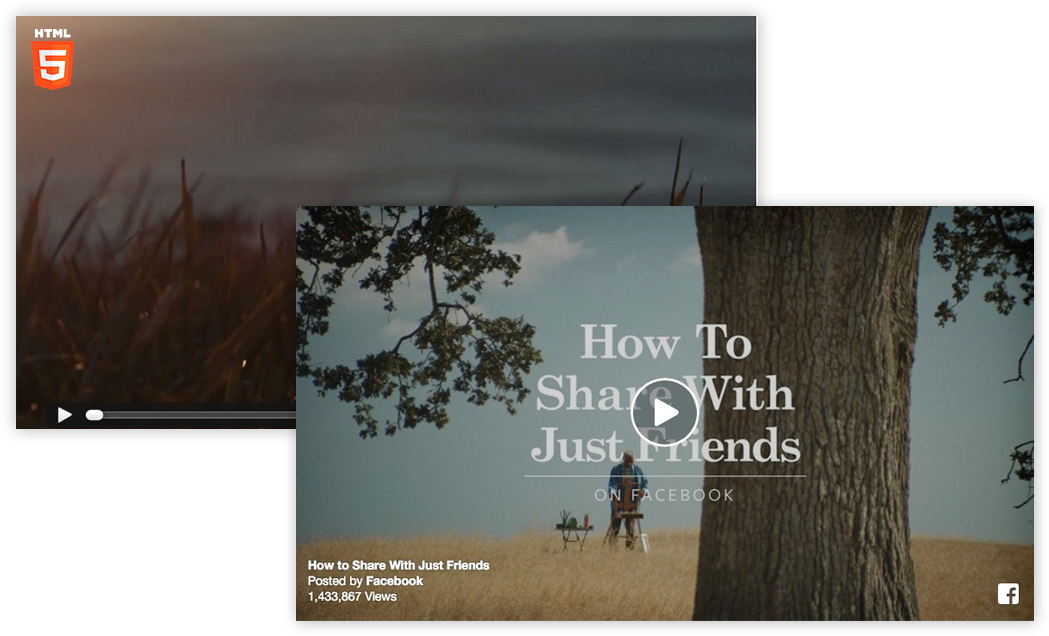 HTML
5
How To
Share With
Just Friends
ON FACEBOOK
How to Share With Just Friends
Posted by Facebook
1,433,867 Views